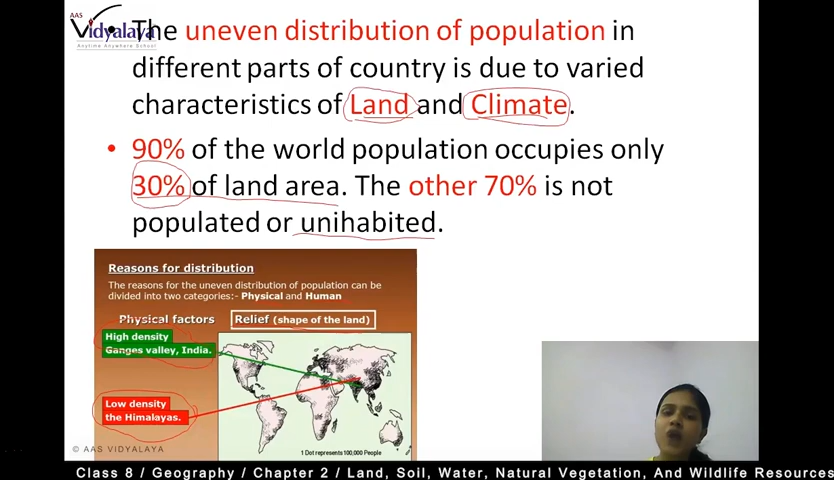 AAS
Vidyalaya
Anytime Anywhere School
The uneven distribution of population in
different parts of country is due to varied
characteristics of Land and Climate.
• 90% of the world population occupies only
30% of land area. The other 70% is not
populated or unihabited.
Reasons for distribution
The reasons for the uneven distribution of population can be
divided into two categories:- Physical and Human
Physical factors
Relief (shape of the land)
High density
Ganges valley, India.
Low density
the Himalayas.
1 Dot represents 100,000 People
© AAS VIDYALAYA
Class 8 / Geography / Chapter 2 / Land, Soil, Water, Natural Vegetation, And Wildlife Resources